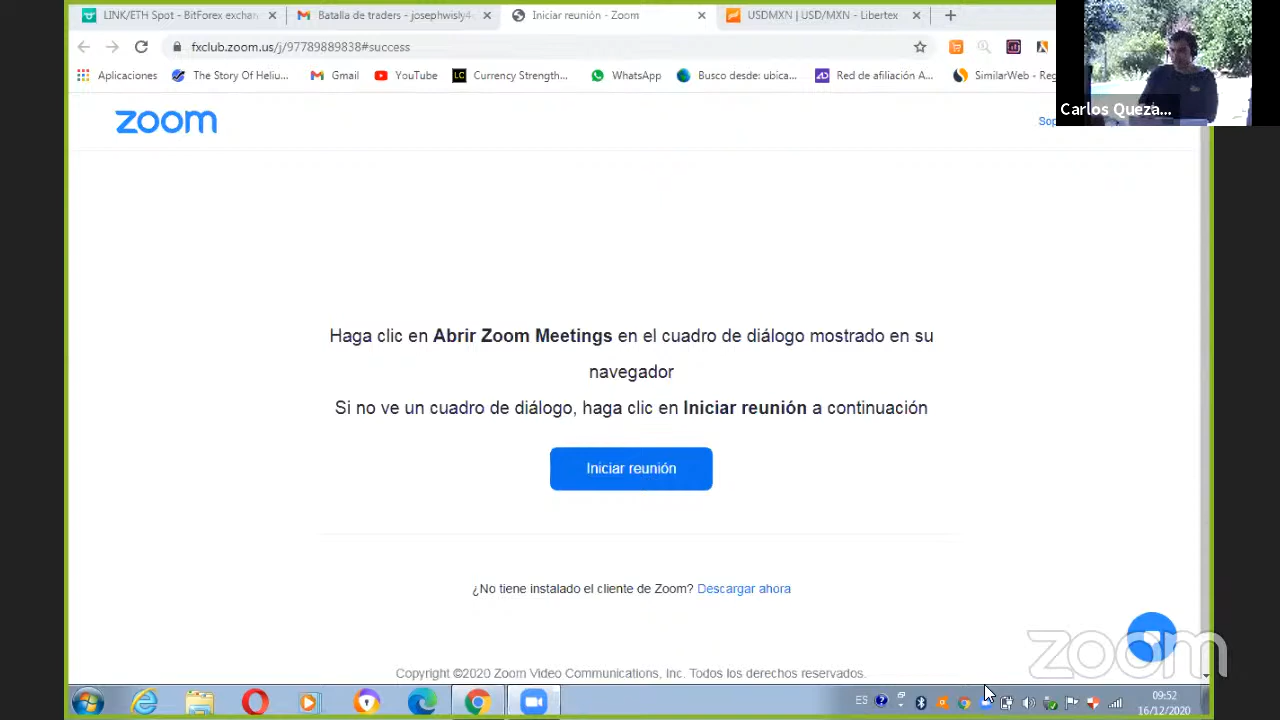 LINK/ETH Spot - BitForex exchan
Batalla de traders - josephwisly4
Iniciar reunión - Zoom
USDMXN | USD/MXN - Libertex
fxclub.zoom.us/j/97789889838#success
Aplicaciones
The Story Of Heliu...
Gmail
YouTube
LC
Currency Strength...
WhatsApp
Busco desde: ubica...
Red de afiliación A...
SimilarWeb - Reg
Carlos Queza...
zoom
Sop
Haga clic en Abrir Zoom Meetings en el cuadro de diálogo mostrado en su
navegador
Si no ve un cuadro de diálogo, haga clic en Iniciar reunión a continuación
Iniciar reunión
¿No tiene instalado el cliente de Zoom? Descargar ahora
Copyright ©2020 Zoom Video Communications, Inc. Todos los derechos reservados.
zoom
ES
09:52
16/12/2020